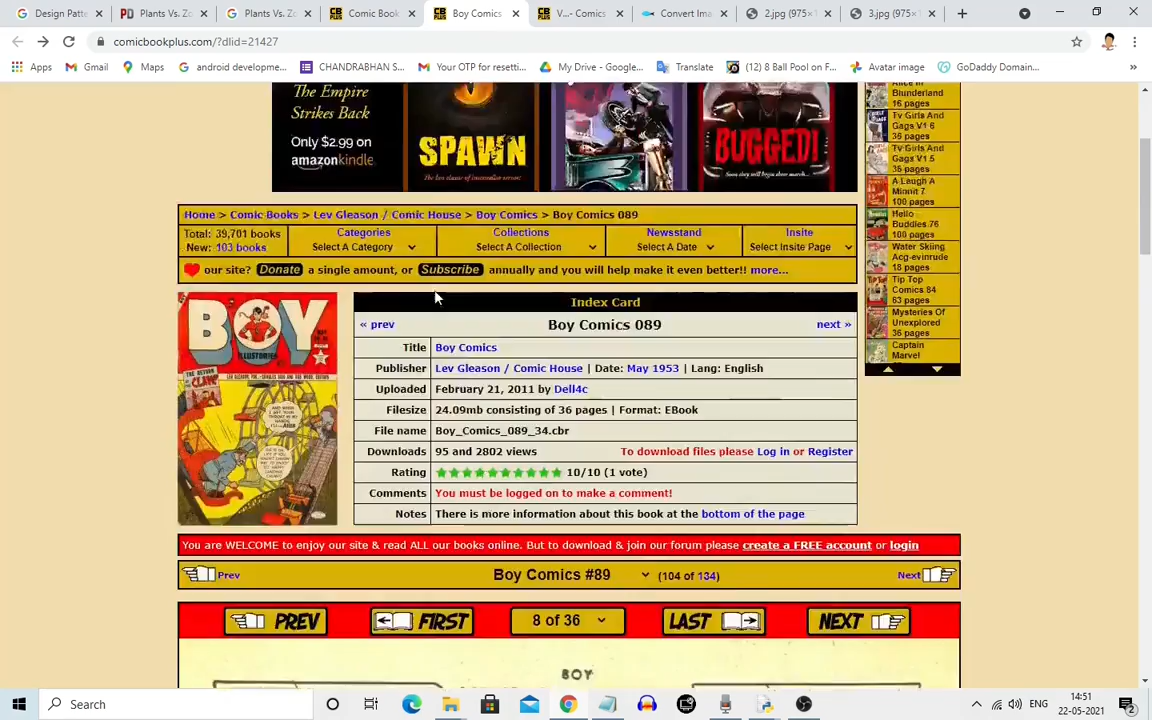 Design Patte
Plants Vs. Zo
Plants Vs. Zo
Comic Book
Boy Comics
V...- Comics
Convert Ima
2.jpg (975×1
3.jpg (975×
comicbookplus.com/?dlid=21427
Apps
Gmail
Maps
android developme...
CHANDRABHAN S...
Your OTP for resetti...
My Drive - Google...
Translate
(12) 8 Ball Pool on F...
Avatar image
GoDaddy Domain...
The Empire
Strikes Back
Only $2.99 on
amazonkindle
SPAWN
BUGGED!
Blunderland
16 pages
Tv Girls And
Gags V1 6
36 pages
Tv Girls And
Gags V1 5
36 pages
A Laugh A
Minut 7
100 pages
Hello
Buddies.76
100 pages
Water Skiing
Acg-evinrude
18 pages
Tip Top
Comics 84
63 pages
Mysteries Of
Unexplored
36 pages
Captain
Marvel
Home > Comic Books > Lev Gleason / Comic House > Boy Comics > Boy Comics 089
Total: 39,701 books
New: 103 books
Categories
Select A Category
Collections
Select A Collection
Newsstand
Select A Date
Insite
Select Insite Page
our site? Donate a single amount, or Subscribe annually and you will help make it even better!! more...
BOY
ILLUSTORIES
Index Card
« prev
Boy Comics 089
next »
Title Boy Comics
Publisher Lev Gleason / Comic House | Date: May 1953 | Lang: English
Uploaded February 21, 2011 by Dell4c
Filesize 24.09mb consisting of 36 pages | Format: EBook
File name Boy_Comics_089_34.cbr
Downloads 95 and 2802 views To download files please Log in or Register
Rating 10/10 (1 vote)
Comments You must be logged on to make a comment!
Notes There is more information about this book at the bottom of the page
You are WELCOME to enjoy our site & read ALL our books online. But to download & join our forum please create a FREE account or login
Prev
Boy Comics #89
(104 of 134)
Next
PREV
FIRST
8 of 36
LAST
NEXT
BOY
Search
ENG
14:51
22-05-2021
2